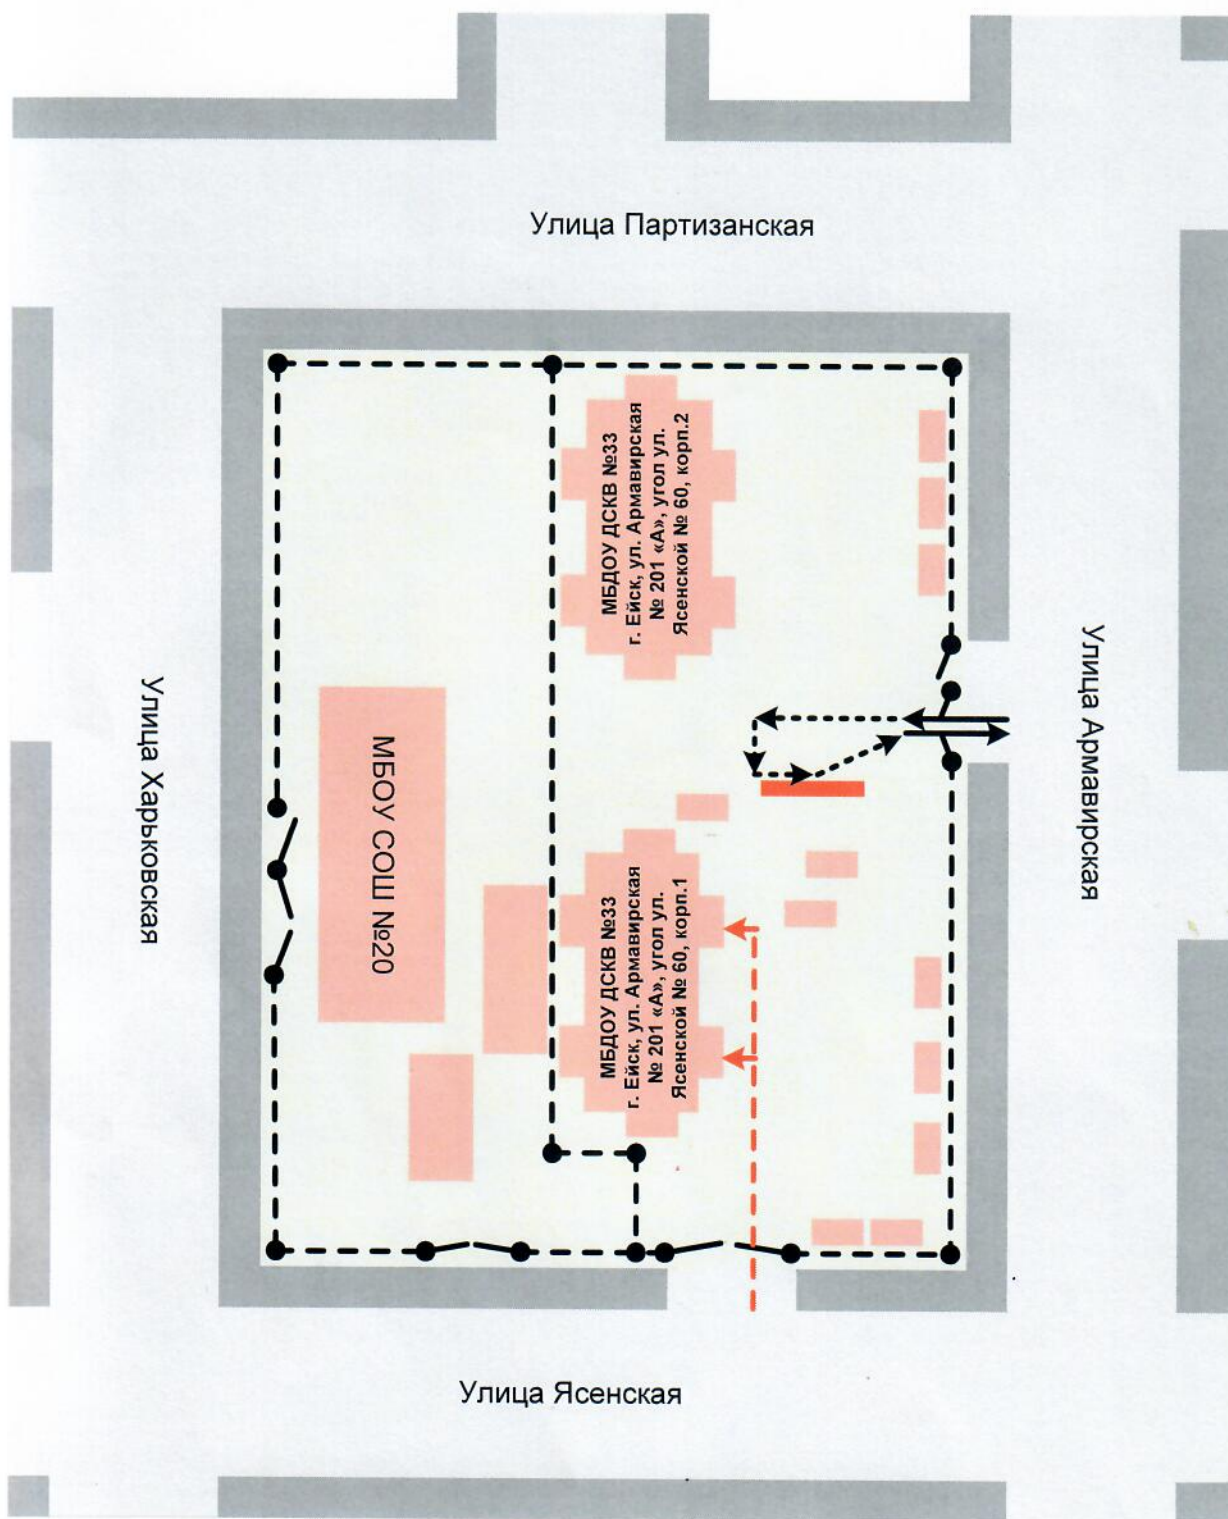 Улица Партизанская
МБДОУ ДСКВ №33
г. Ейск, ул. Армавирская
№ 201 «А», угол ул.
Ясенской № 60, корп.2
Улица Армавирская
Улица Харьковская
МБОУ СОШ №20
МБДОУ ДСКВ №33
г. Ейск, ул. Армавирская
№ 201 «А», угол ул.
Ясенской № 60, корп.1
Улица Ясенская